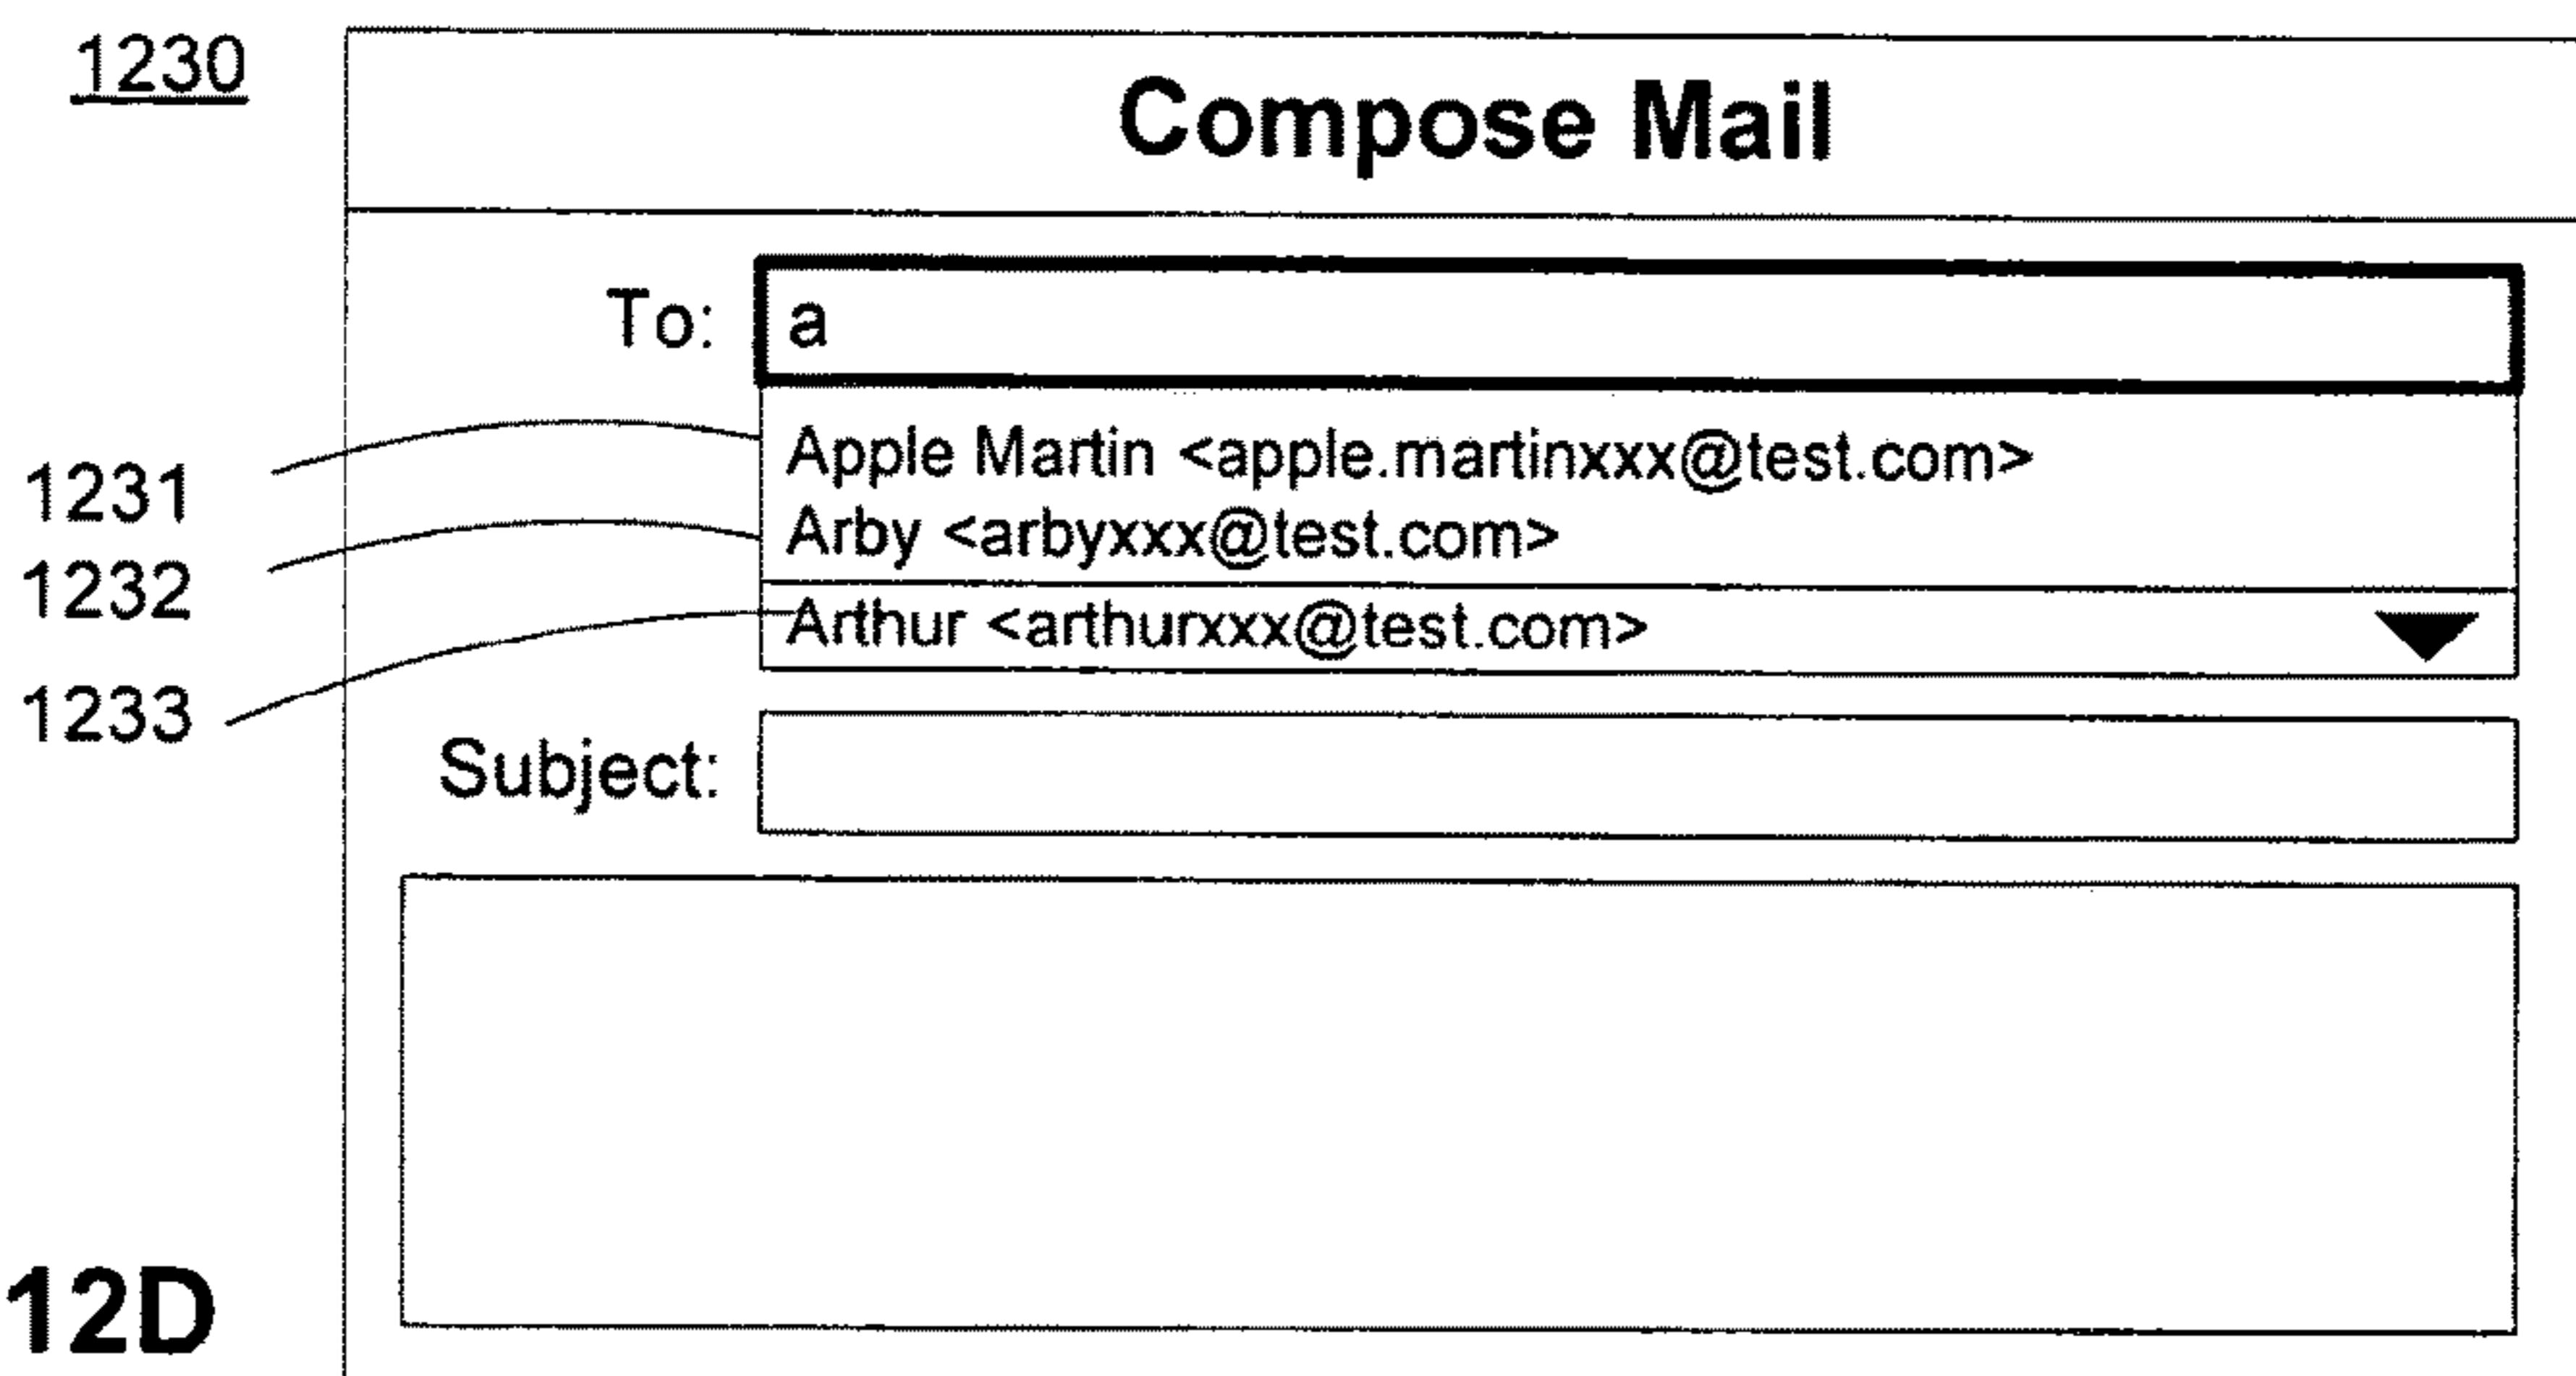 1230
Compose Mail
To: a
1231
Apple Martin <apple.martinxxx@test.com>
1232
Arby <arbyxxx@test.com>
1233
Arthur <arthurxxx@test.com>
Subject:
12D